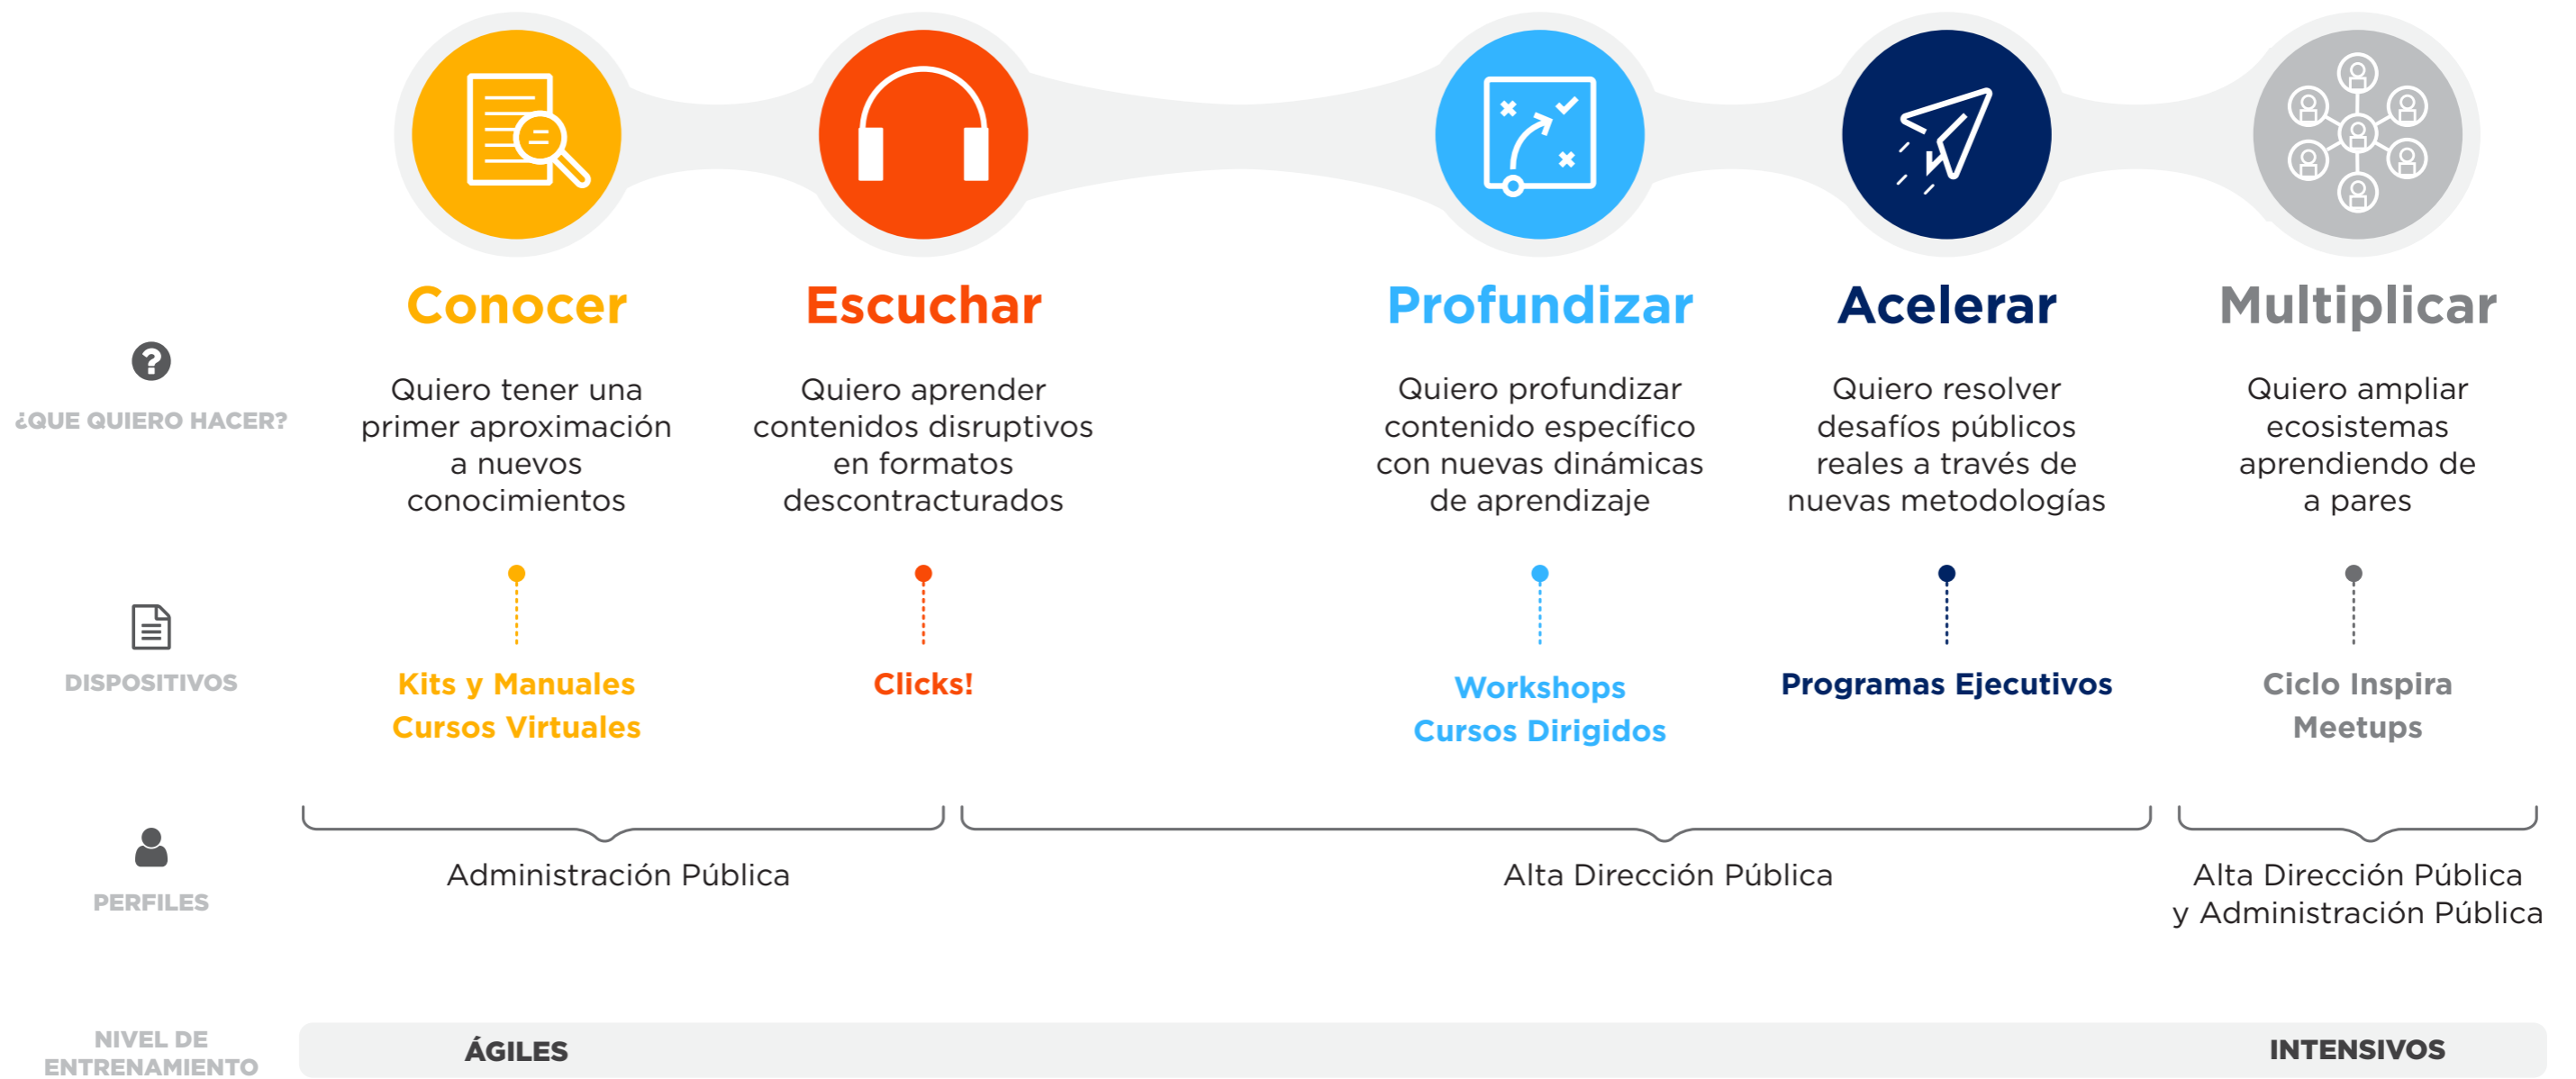 Conocer
Escuchar
Profundizar
Acelerar
Multiplicar
¿QUE QUIERO HACER?
Quiero tener una
primer aproximación
a nuevos
conocimientos
Quiero aprender
contenidos disruptivos
en formatos
descontracturados
Quiero profundizar
contenido específico
con nuevas dinámicas
de aprendizaje
Quiero resolver
desafíos públicos
reales a través de
nuevas metodologías
Quiero ampliar
ecosistemas
aprendiendo de
a pares
DISPOSITIVOS
Kits y Manuales
Cursos Virtuales
Clicks!
Workshops
Cursos Dirigidos
Programas Ejecutivos
Ciclo Inspira
Meetups
PERFILES
Administración Pública
Alta Dirección Pública
Alta Dirección Pública
y Administración Pública
NIVEL DE
ENTRENAMIENTO
ÁGILES
INTENSIVOS